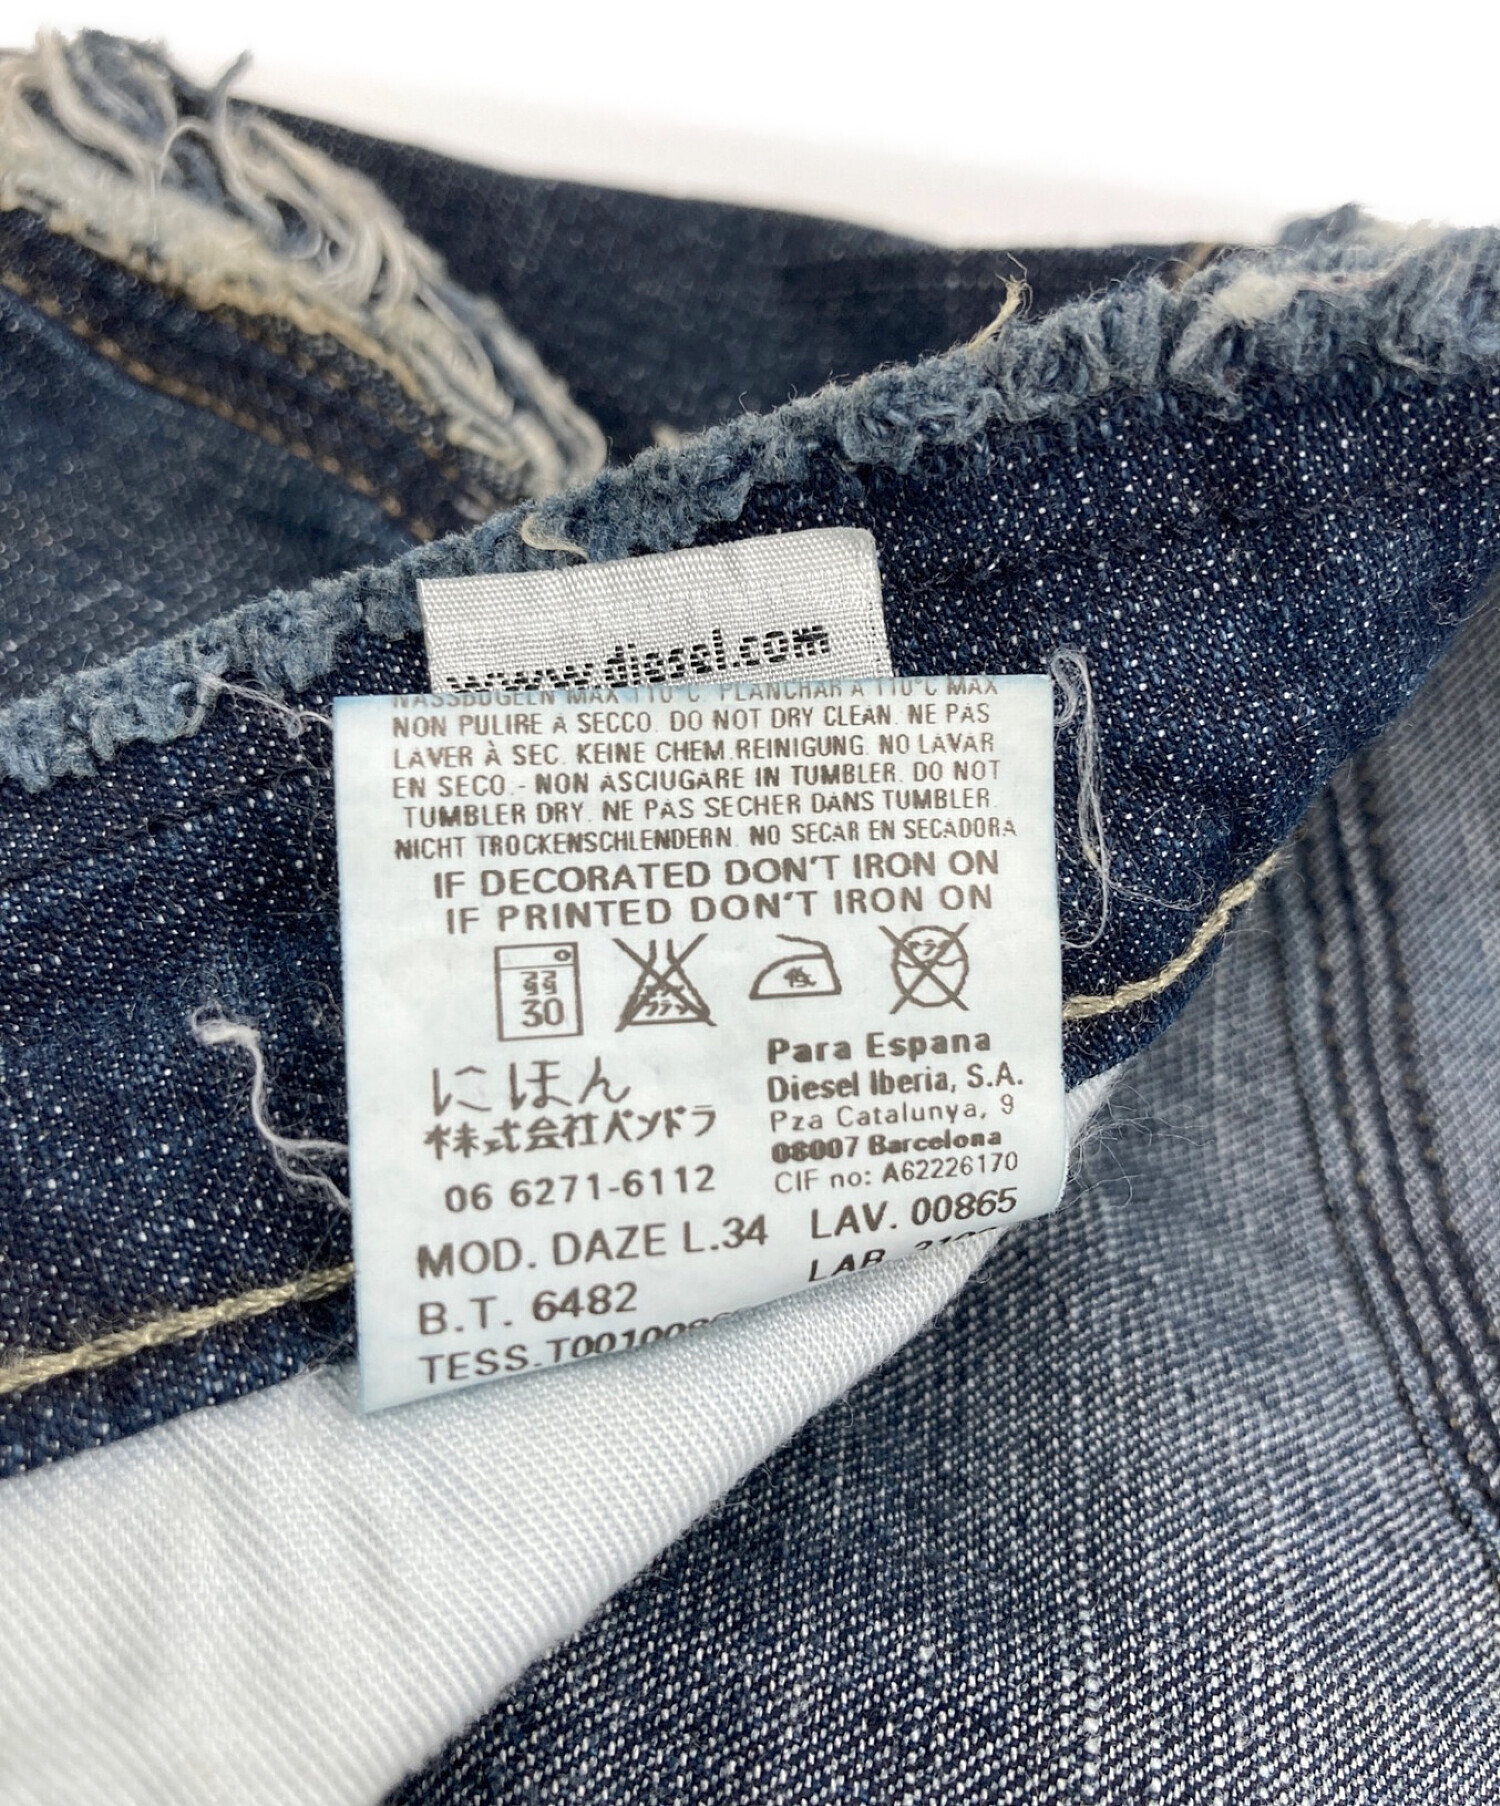 www.diesel.com
NASSBÜGELN MAX 110°C. PLANCHAR A 110°C MAX
NON PULIRE A SECCO. DO NOT DRY CLEAN. NE PAS
LAVER À SEC. KEINE CHEM.REINIGUNG. NO LAVAR
EN SECO.- NON ASCIUGARE IN TUMBLER. DO NOT
TUMBLER DRY. NE PAS SECHER DANS TUMBLER.
NICHT TROCKENSCHLENDERN. NO SECAR EN SECADORA
IF DECORATED DON'T IRON ON
IF PRINTED DON'T IRON ON
30
にほん
株式会社パンドラ
06 6271-6112
Para Espana
Diesel Iberia, S.A.
Pza Catalunya, 9
08007 Barcelona
CIF no: A62226170
MOD. DAZE L.34 LAV. 00865
B.T. 6482 LAB.